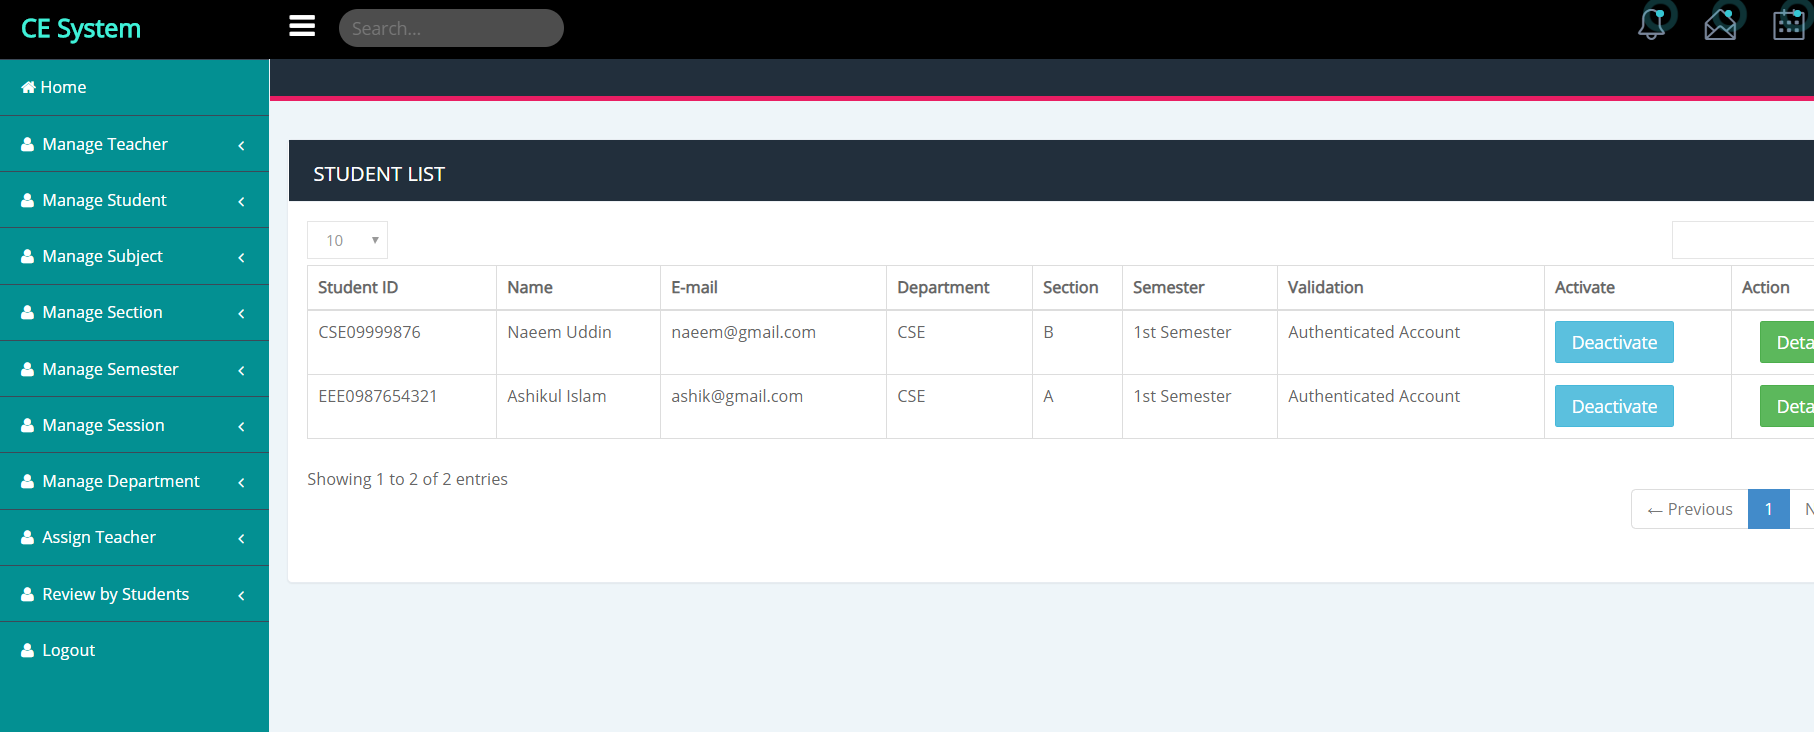 CE System
Search...
Home
Manage Teacher
Manage Student
Manage Subject
Manage Section
Manage Semester
Manage Session
Manage Department
Assign Teacher
Review by Students
Logout
STUDENT LIST
10
Student ID Name E-mail Department Section Semester Validation Activate Action
CSE09999876 Naeem Uddin naeem@gmail.com CSE B 1st Semester Authenticated Account Deactivate Deta
EEE0987654321 Ashikul Islam ashik@gmail.com CSE A 1st Semester Authenticated Account Deactivate Deta
Showing 1 to 2 of 2 entries
← Previous 1 N